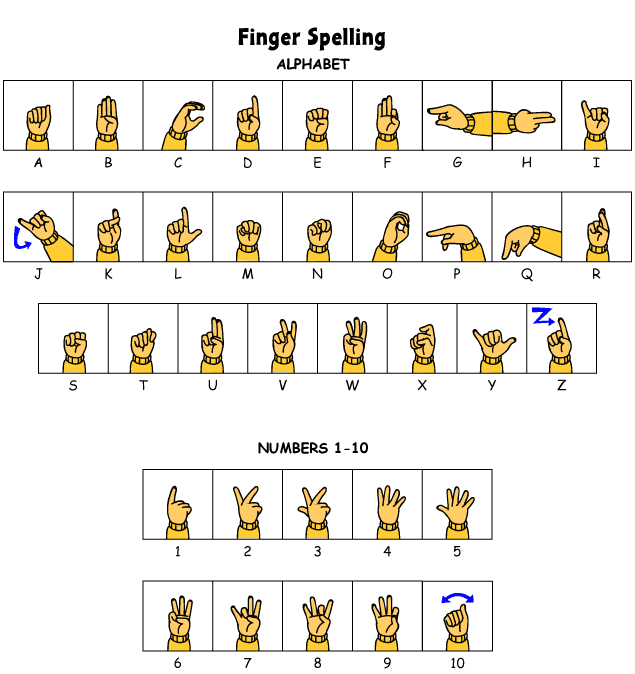 Finger Spelling
ALPHABET
A B C D E F G H I
J K L M N O P Q R
Z
S T U V W X Y Z
NUMBERS 1-10
1 2 3 4 5
6 7 8 9 10